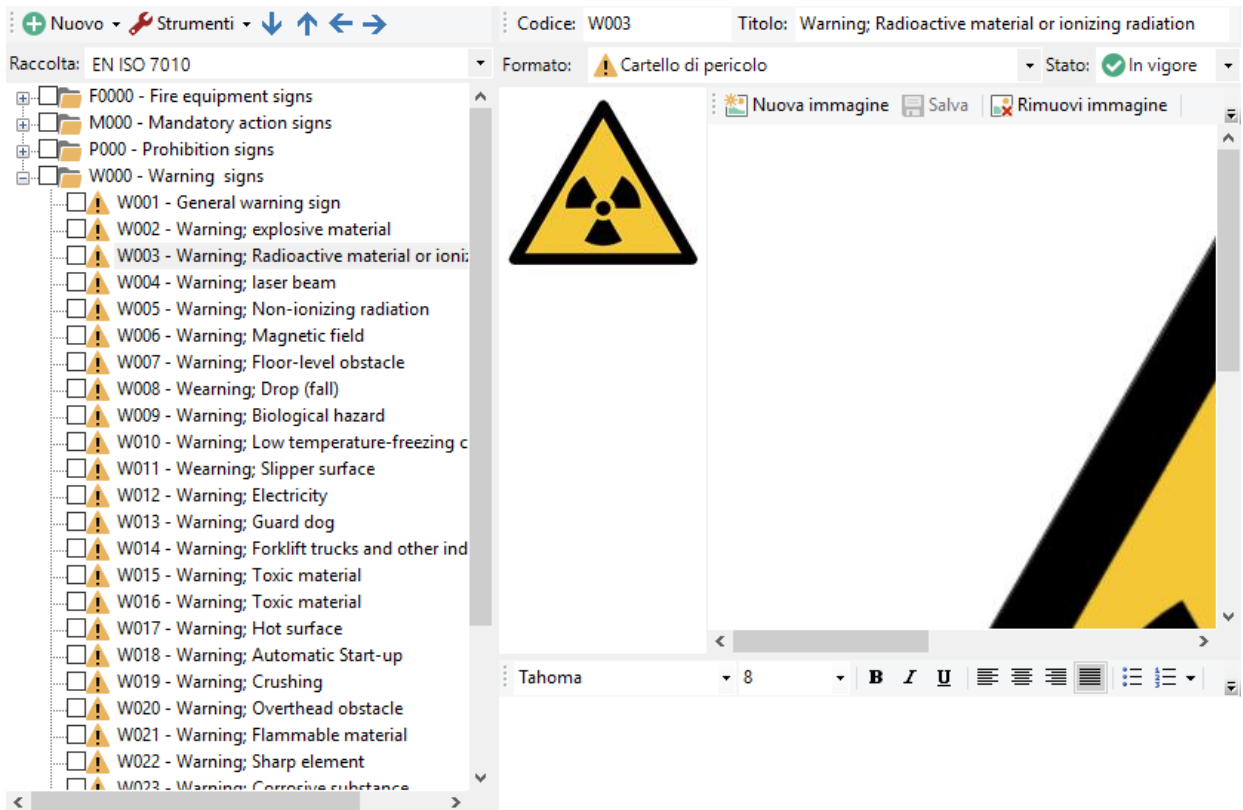 Nuovo Strumenti
Raccolta: EN ISO 7010
F0000 - Fire equipment signs
M000 - Mandatory action signs
P000 - Prohibition signs
W000 - Warning  signs
W001 - General warning sign
W002 - Warning; explosive material
W003 - Warning; Radioactive material or ioni
W004 - Warning; laser beam
W005 - Warning; Non-ionizing radiation
W006 - Warning; Magnetic field
W007 - Warning; Floor-level obstacle
W008 - Wearning; Drop (fall)
W009 - Warning; Biological hazard
W010 - Warning; Low temperature-freezing c
W011 - Wearning; Slipper surface
W012 - Warning; Electricity
W013 - Warning; Guard dog
W014 - Warning; Forklift trucks and other ind
W015 - Warning; Toxic material
W016 - Warning; Toxic material
W017 - Warning; Hot surface
W018 - Warning; Automatic Start-up
W019 - Warning; Crushing
W020 - Warning; Overhead obstacle
W021 - Warning; Flammable material
W022 - Warning; Sharp element
W023 - Warning; Corrosive substance
Codice: W003 Titolo: Warning; Radioactive material or ionizing radiation
Formato: Cartello di pericolo Stato: In vigore
Nuova immagine Salva Rimuovi immagine
Tahoma 8 B I U